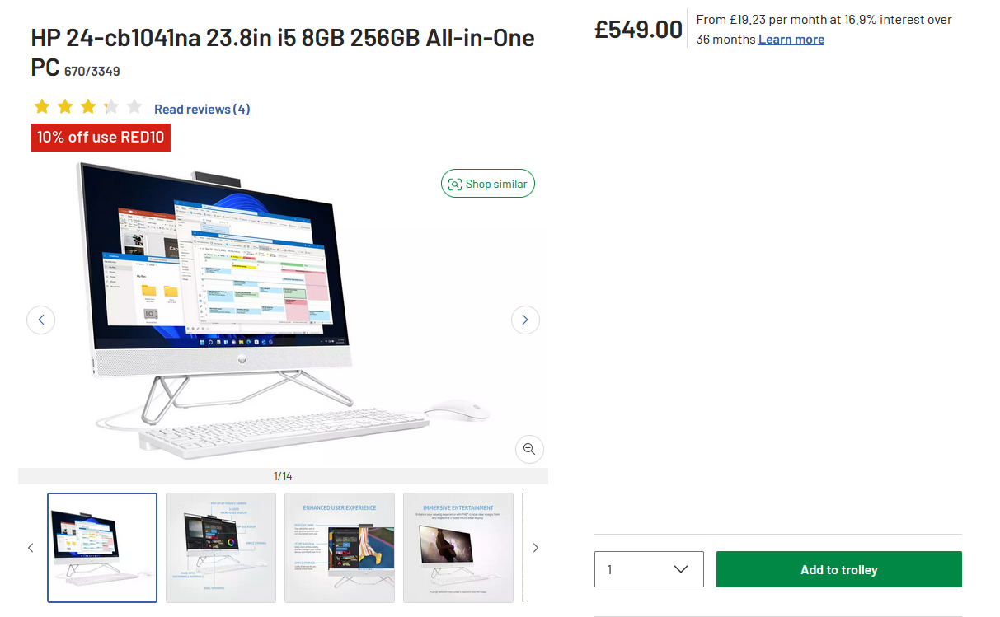 HP 24-cb1041na 23.8in i5 8GB 256GB All-in-One
PC 670/3349
Read reviews (4)
10% off use RED10
Shop similar
1/14
ENHANCED USER EXPERIENCE
IMMERSIVE ENTERTAINMENT
£549.00
From £19.23 per month at 16.9% interest over
36 months Learn more
1
Add to trolley